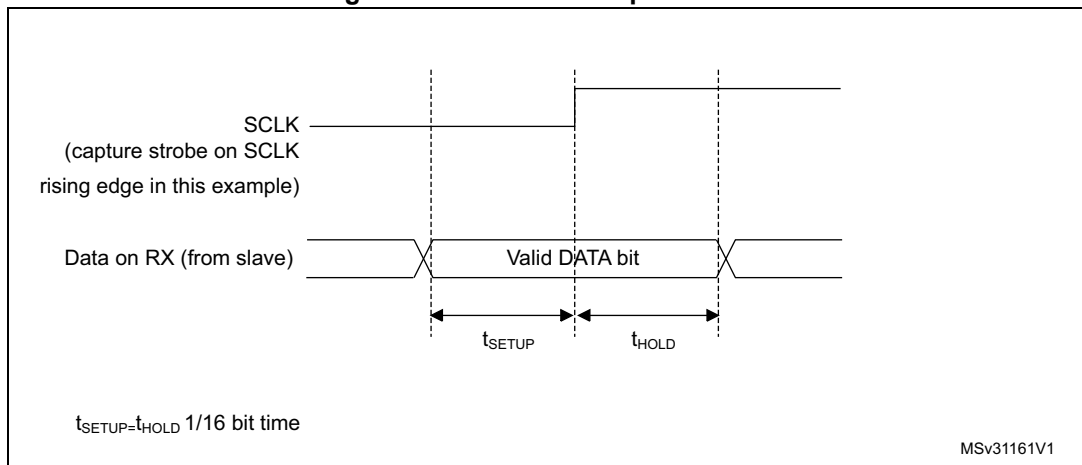 SCLK
(capture strobe on SCLK
rising edge in this example)
Data on RX (from slave)
Valid DATA bit
tSETUP
tHOLD
tSETUP=tHOLD 1/16 bit time
MSv31161V1